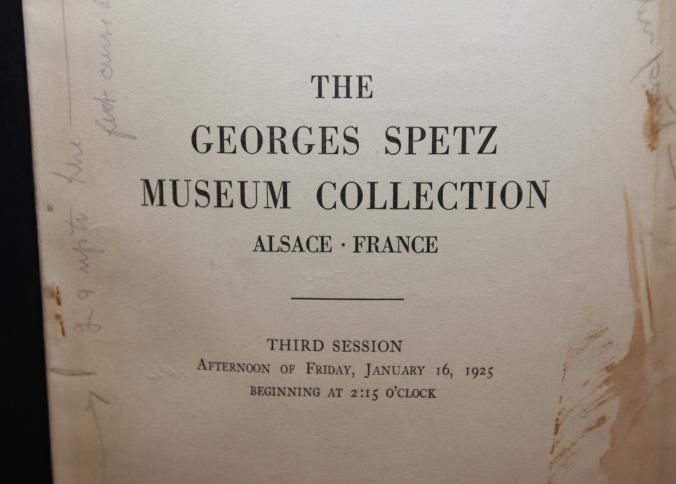 THE
GEORGES SPETZ
MUSEUM COLLECTION
ALSACE · FRANCE
THIRD SESSION
AFTERNOON OF FRIDAY, JANUARY 16, 1925
BEGINNING AT 2:15 O'CLOCK